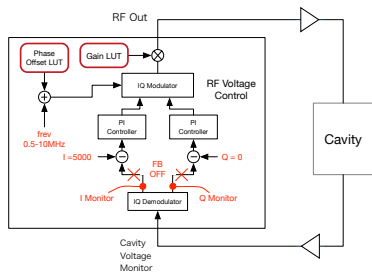 RF Out
Phase
Offset LUT
Gain LUT
IQ Modulator
RF Voltage
Control
frev
0.5-10MHz
PI
Controller
PI
Controller
I =5000
FB
OFF
Q = 0
I Monitor
Q Monitor
IQ Demodulator
Cavity
Cavity
Voltage
Monitor